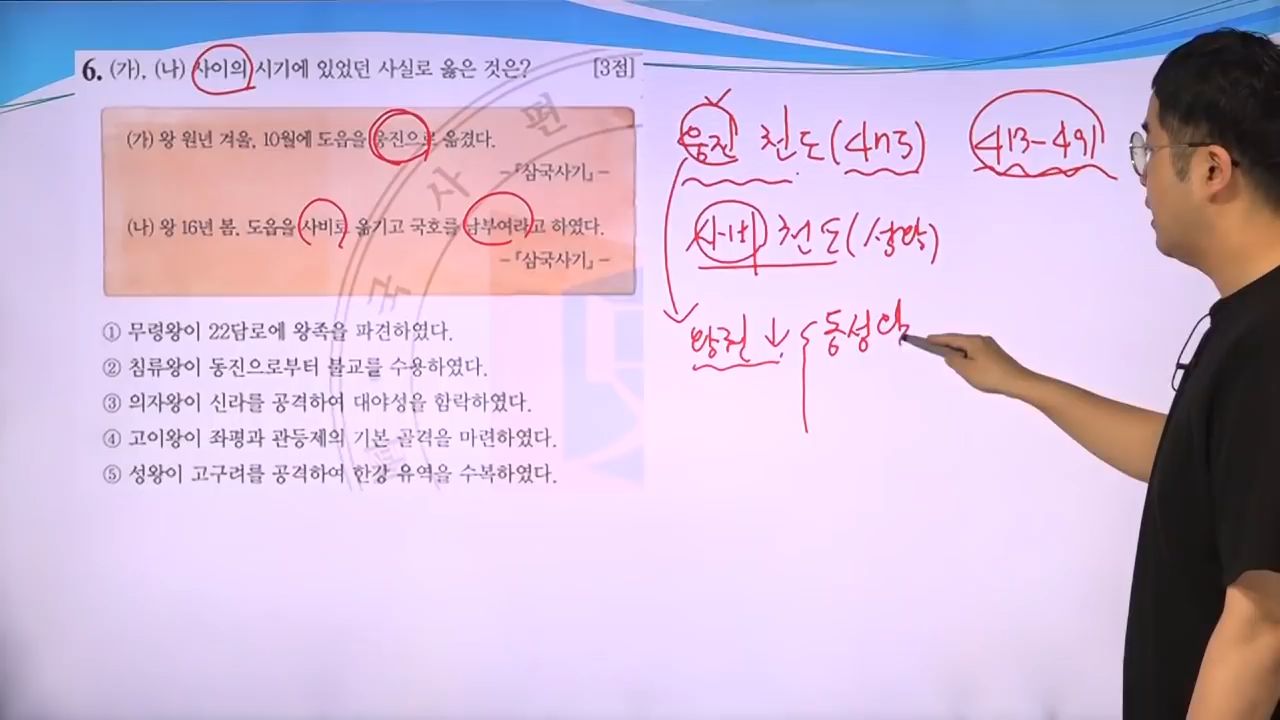 6. (가), (나) 사이의 시기에 있었던 사실로 옳은 것은? [3점]
(가) 왕 원년 겨울, 10월에 도읍을 웅진으로 옮겼다.
-『삼국사기』-
(나) 왕 16년 봄, 도읍을 사비로 옮기고 국호를 남부여라고 하였다.
-『삼국사기』-
① 무령왕이 22담로에 왕족을 파견하였다.
② 침류왕이 동진으로부터 불교를 수용하였다.
③ 의자왕이 신라를 공격하여 대야성을 함락하였다.
④ 고이왕이 좌평과 관등제의 기본 골격을 마련하였다.
⑤ 성왕이 고구려를 공격하여 한강 유역을 수복하였다.
웅진 천도(475) 413-491
사비 천도(성왕)
왕권↓ 동성왕
국사편